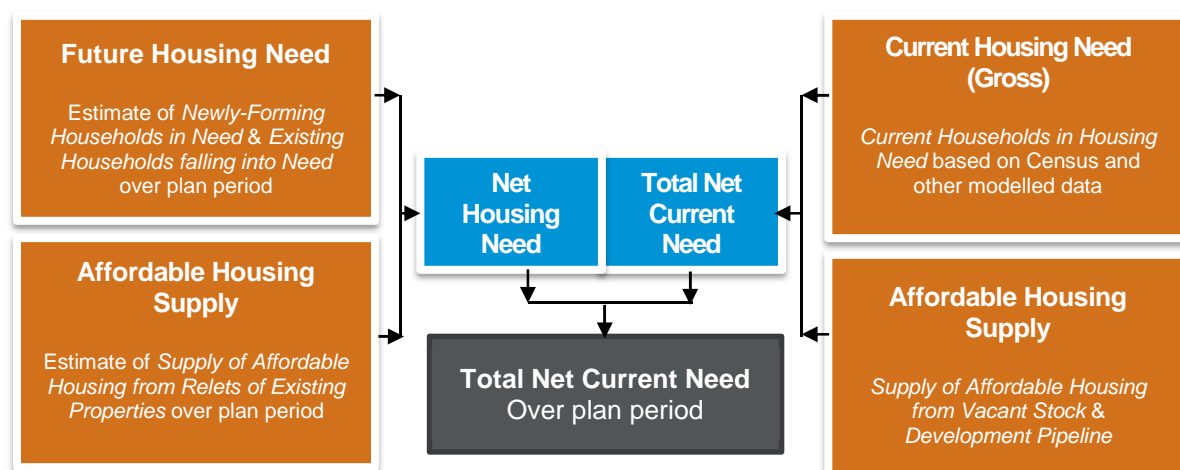 Future Housing Need
Estimate of Newly-Forming
Households in Need & Existing
Households falling into Need
over plan period
Affordable Housing
Supply
Estimate of Supply of Affordable
Housing from Relets of Existing
Properties over plan period
Net
Housing
Need
Total Net
Current
Need
Total Net Current Need
Over plan period
Current Housing Need
(Gross)
Current Households in Housing
Need based on Census and
other modelled data
Affordable Housing
Supply
Supply of Affordable Housing
from Vacant Stock &
Development Pipeline